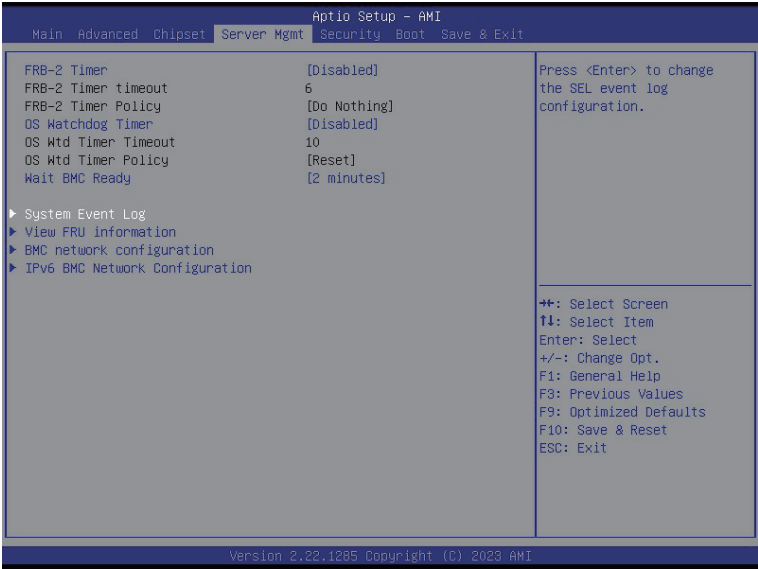 Aptio Setup – AMI
Main Advanced Chipset Server Mgmt Security Boot Save & Exit
FRB-2 Timer [Disabled]
FRB-2 Timer timeout 6
FRB-2 Timer Policy [Do Nothing]
OS Watchdog Timer [Disabled]
OS Wtd Timer Timeout 10
OS Wtd Timer Policy [Reset]
Wait BMC Ready [2 minutes]
▶ System Event Log
▶ View FRU information
▶ BMC network configuration
▶ IPv6 BMC Network Configuration
Press <Enter> to change
the SEL event log
configuration.
→←: Select Screen
↑↓: Select Item
Enter: Select
+/-: Change Opt.
F1: General Help
F3: Previous Values
F9: Optimized Defaults
F10: Save & Reset
ESC: Exit
Version 2.22.1285 Copyright (C) 2023 AMI